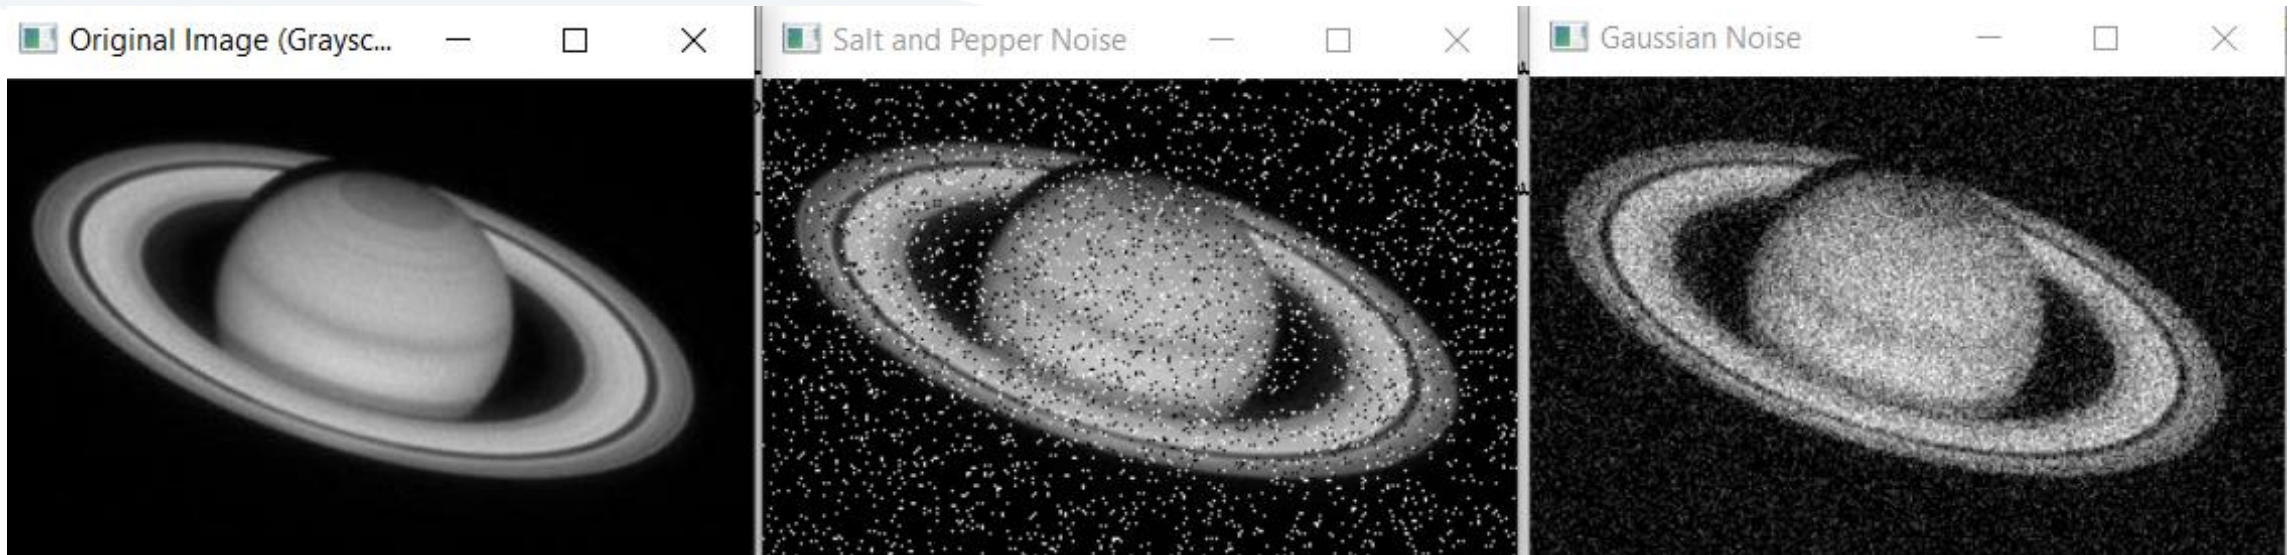 Original Image (Graysc...
Salt and Pepper Noise
Gaussian Noise